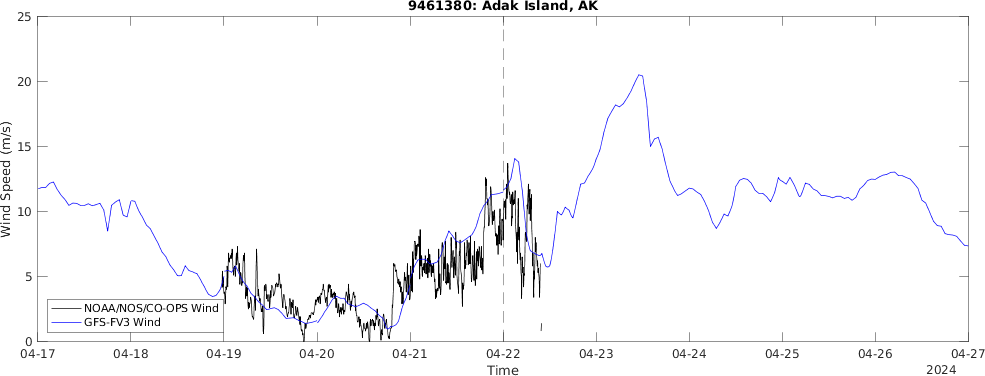 9461380: Adak Island, AK
25
20
15
10
5
0
Wind Speed (m/s)
NOAA/NOS/CO-OPS Wind
GFS-FV3 Wind
04-17 04-18 04-19 04-20 04-21 04-22 04-23 04-24 04-25 04-26 04-27
Time
2024